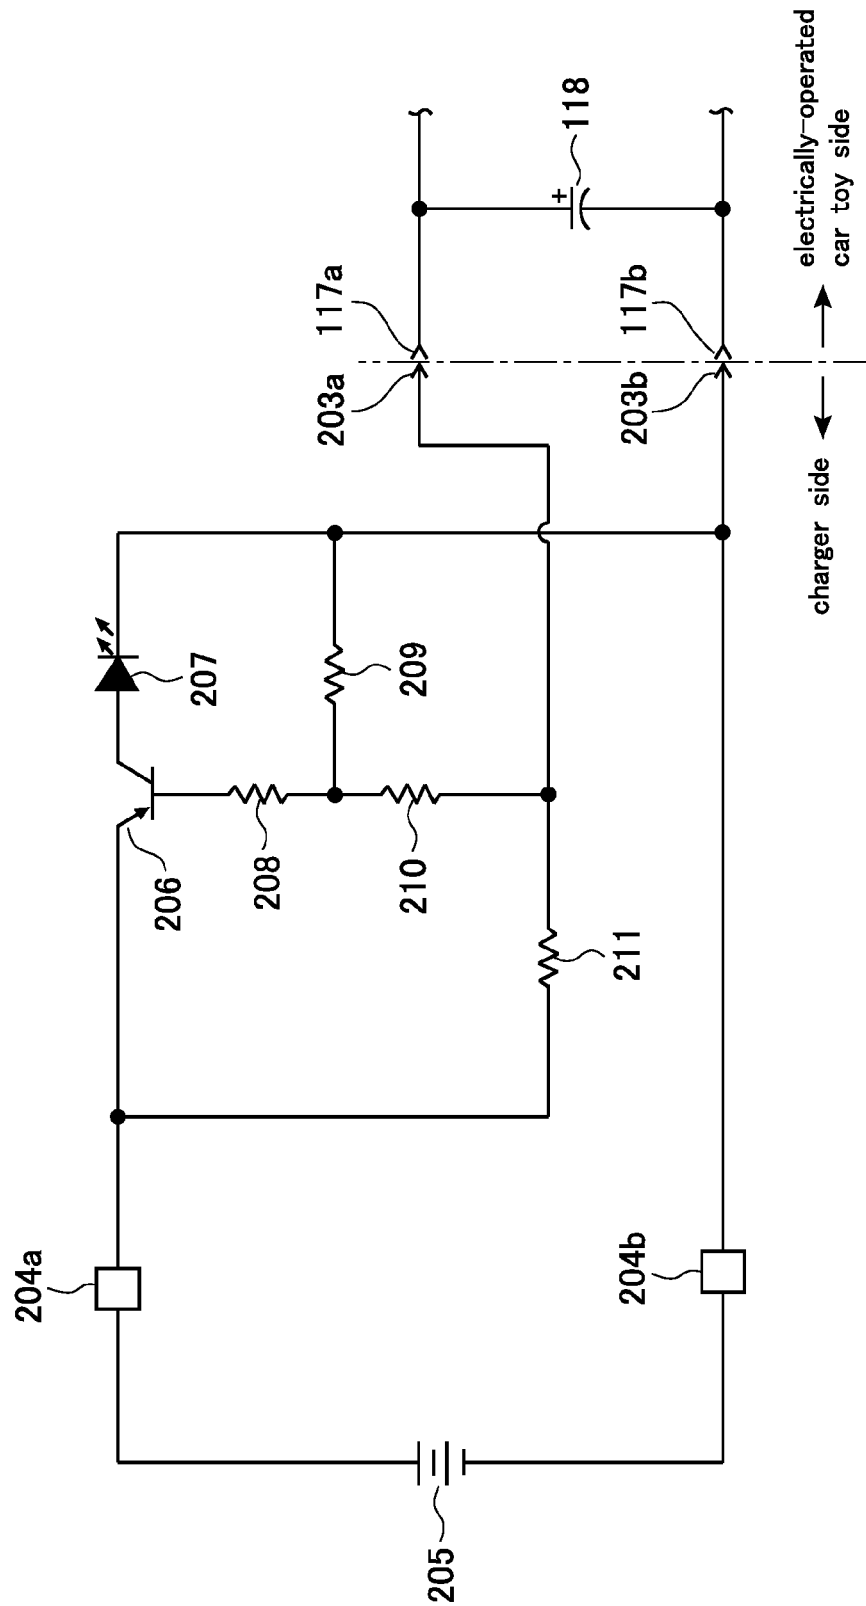 204a
204b
205
206
207
208
209
210
211
203a
117a
203b
117b
118
charger side
electrically-operated
car toy side
+